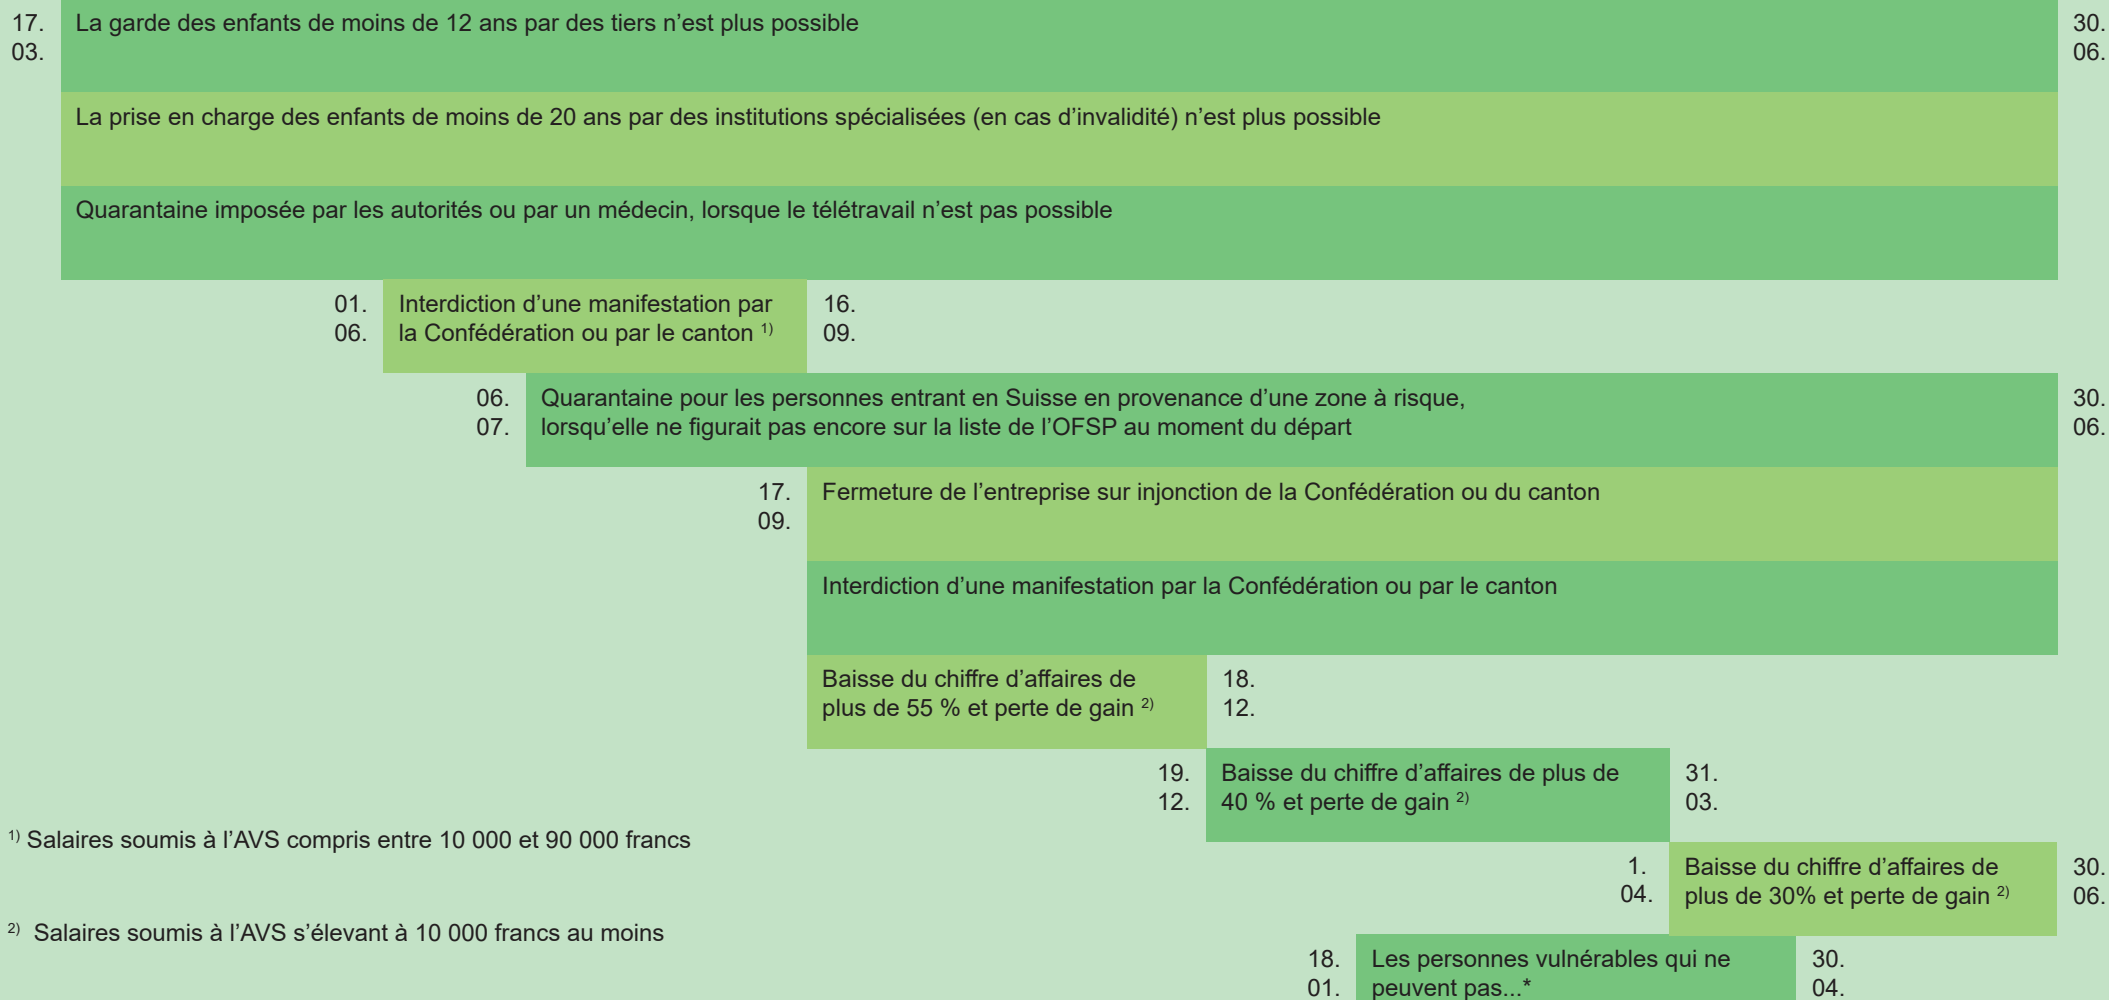 17.
03.
La garde des enfants de moins de 12 ans par des tiers n’est plus possible
30.
06.
La prise en charge des enfants de moins de 20 ans par des institutions spécialisées (en cas d’invalidité) n’est plus possible
Quarantaine imposée par les autorités ou par un médecin, lorsque le télétravail n’est pas possible
01.
06.
Interdiction d’une manifestation par
la Confédération ou par le canton 1)
16.
09.
06.
07.
Quarantaine pour les personnes entrant en Suisse en provenance d’une zone à risque,
lorsqu’elle ne figurait pas encore sur la liste de l’OFSP au moment du départ
30.
06.
17.
09.
Fermeture de l’entreprise sur injonction de la Confédération ou du canton
Interdiction d’une manifestation par la Confédération ou par le canton
Baisse du chiffre d’affaires de
plus de 55 % et perte de gain 2)
18.
12.
19.
12.
Baisse du chiffre d’affaires de plus de
40 % et perte de gain 2)
31.
03.
1) Salaires soumis à l’AVS compris entre 10 000 et 90 000 francs
1.
04.
Baisse du chiffre d’affaires de
plus de 30% et perte de gain 2)
30.
06.
2) Salaires soumis à l’AVS s’élevant à 10 000 francs au moins
18.
01.
Les personnes vulnérables qui ne
peuvent pas...*
30.
04.